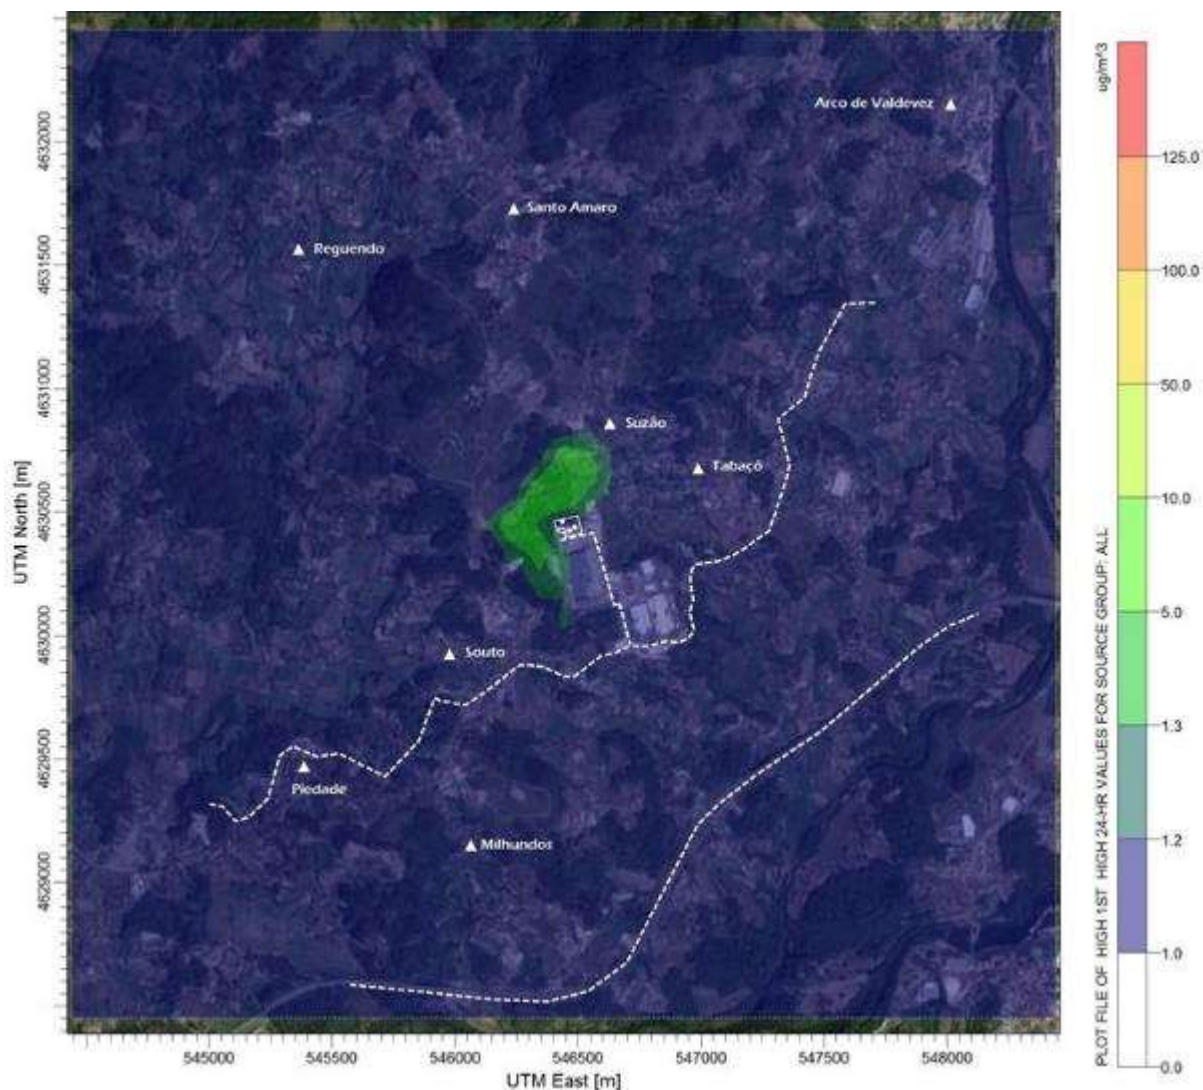 ug/m^3
Arco de Valdevez
Santo Amaro
Reguendo
Suzão
Tabaçô
Souto
Piedade
Milhundos
4632000
4631500
4631000
4630500
4630000
4629500
4629000
UTM North [m]
545000 545500 546000 546500 547000 547500 548000
UTM East [m]
125.0
100.0
50.0
10.0
5.0
1.3
1.2
1.0
0.0
PLOT FILE OF HIGH 1ST HIGH 24-HR VALUES FOR SOURCE GROUP: ALL